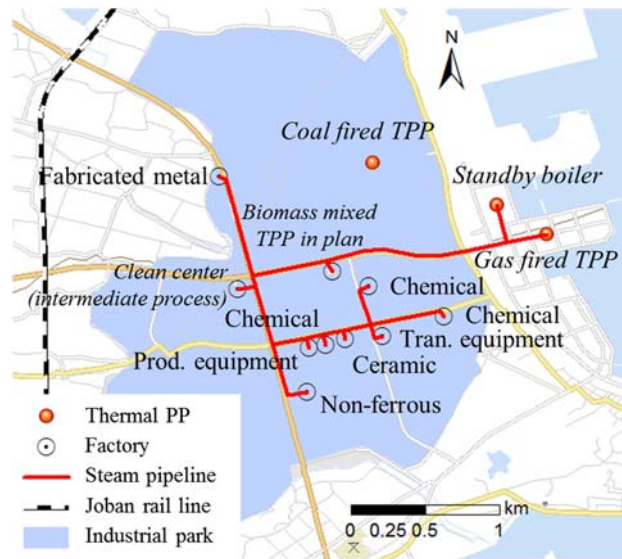 N
Coal fired TPP
Standby boiler
Fabricated metal
Biomass mixed
TPP in plan
Gas fired TPP
Clean center
(intermediate process)
Chemical
Chemical
Chemical
Prod. equipment
Tran. equipment
Ceramic
Non-ferrous
Thermal PP
Factory
Steam pipeline
Joban rail line
Industrial park
km
0 0.25 0.5 1